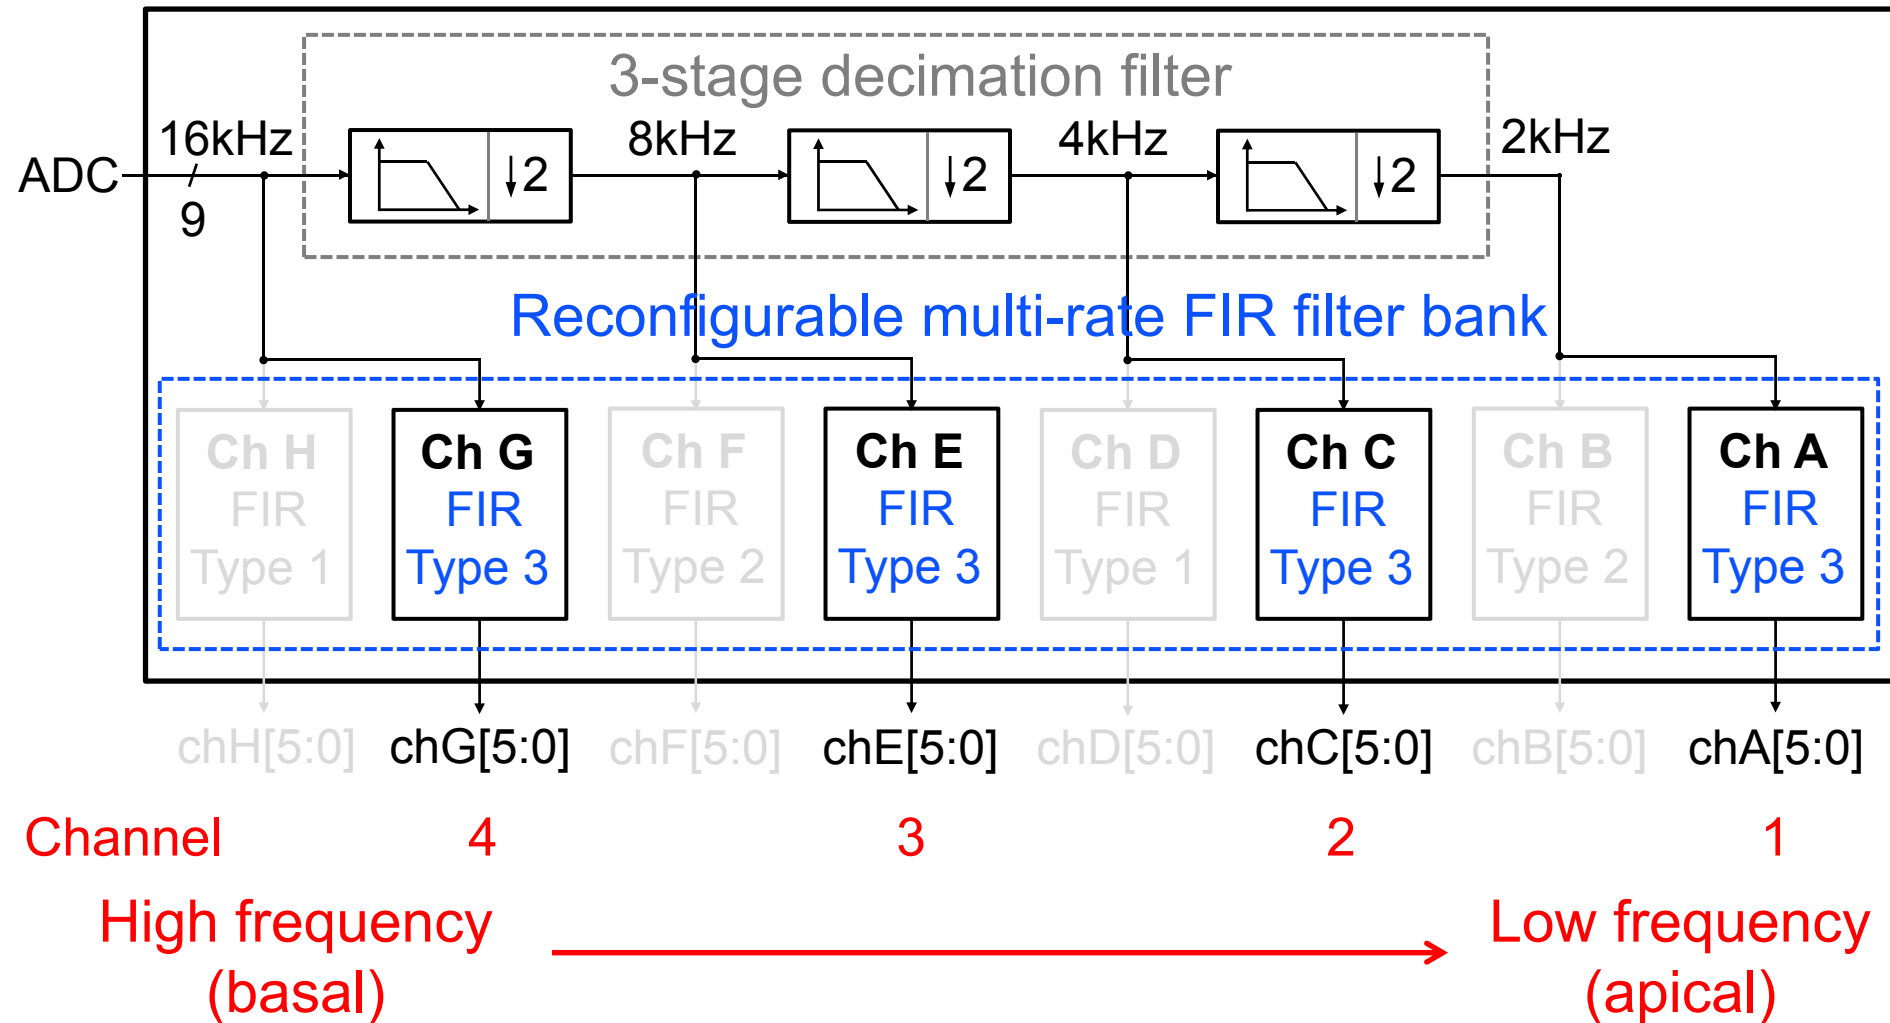 3-stage decimation filter
16kHz
8kHz
4kHz
2kHz
ADC
9
↓2
↓2
↓2
Reconfigurable multi-rate FIR filter bank
Ch H
FIR
Type 1
Ch G
FIR
Type 3
Ch F
FIR
Type 2
Ch E
FIR
Type 3
Ch D
FIR
Type 1
Ch C
FIR
Type 3
Ch B
FIR
Type 2
Ch A
FIR
Type 3
chH[5:0] chG[5:0] chF[5:0] chE[5:0] chD[5:0] chC[5:0] chB[5:0] chA[5:0]
Channel 4 3 2 1
High frequency
(basal)
Low frequency
(apical)